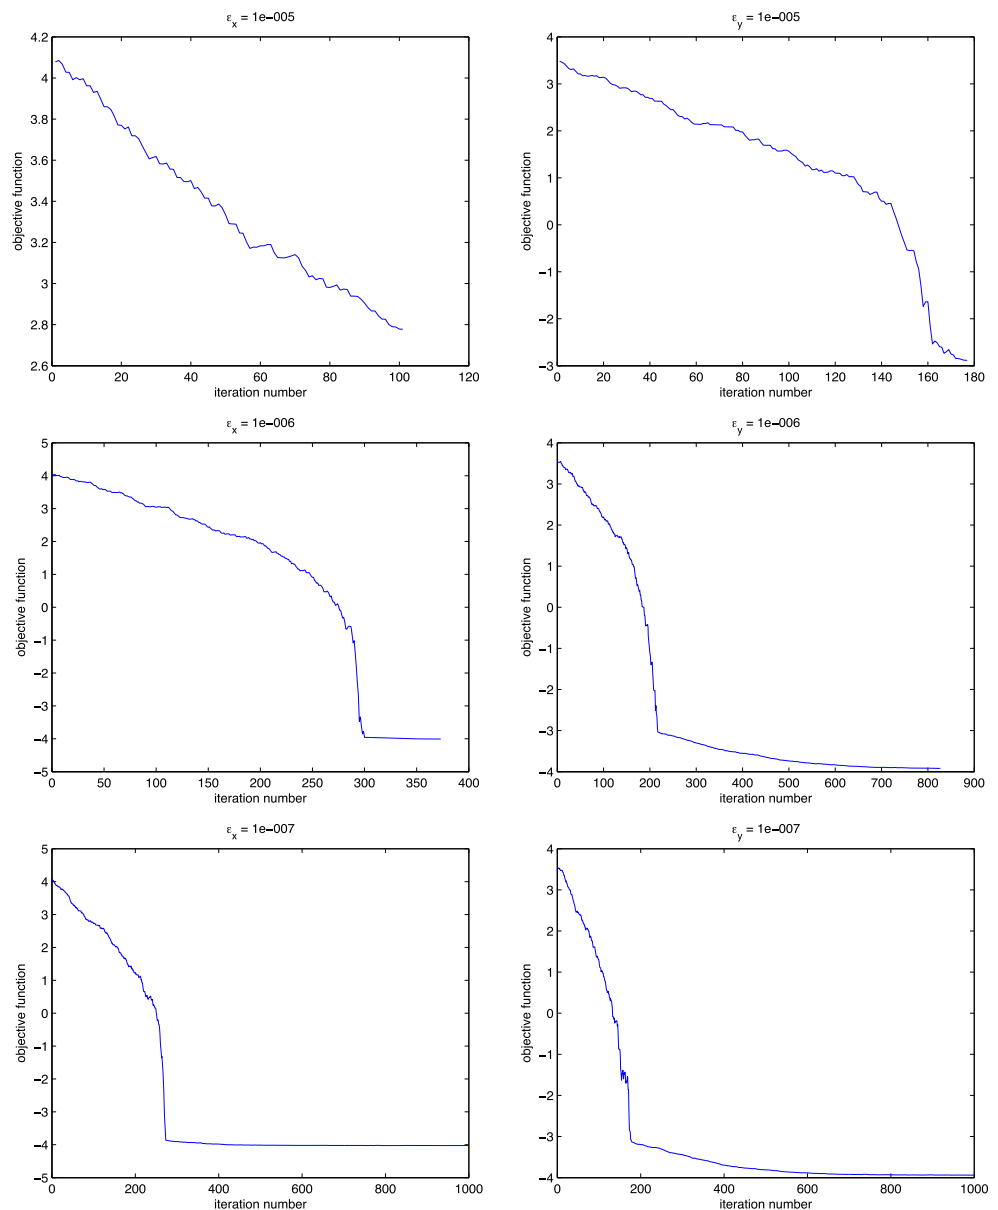 ε_x = 1e−005
4.2
4
3.8
3.6
3.4
3.2
3
2.8
2.6
objective function
0 20 40 60 80 100 120
iteration number
ε_y = 1e−005
4
3
2
1
0
−1
−2
−3
objective function
0 20 40 60 80 100 120 140 160 180
iteration number
ε_x = 1e−006
5
4
3
2
1
0
−1
−2
−3
−4
−5
objective function
0 50 100 150 200 250 300 350 400
iteration number
ε_y = 1e−006
4
3
2
1
0
−1
−2
−3
−4
objective function
0 100 200 300 400 500 600 700 800 900
iteration number
ε_x = 1e−007
5
4
3
2
1
0
−1
−2
−3
−4
−5
objective function
0 200 400 600 800 1000
iteration number
ε_y = 1e−007
4
3
2
1
0
−1
−2
−3
−4
objective function
0 200 400 600 800 1000
iteration number